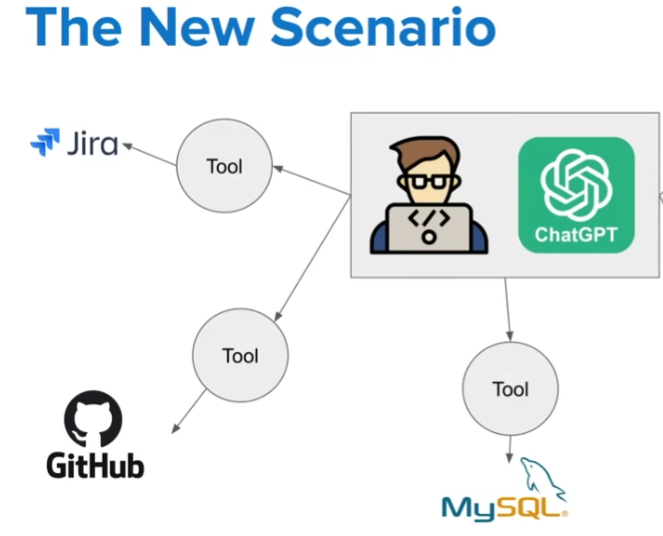 The New Scenario
Jira
Tool
</>
ChatGPT
Tool
Tool
GitHub
MySQL